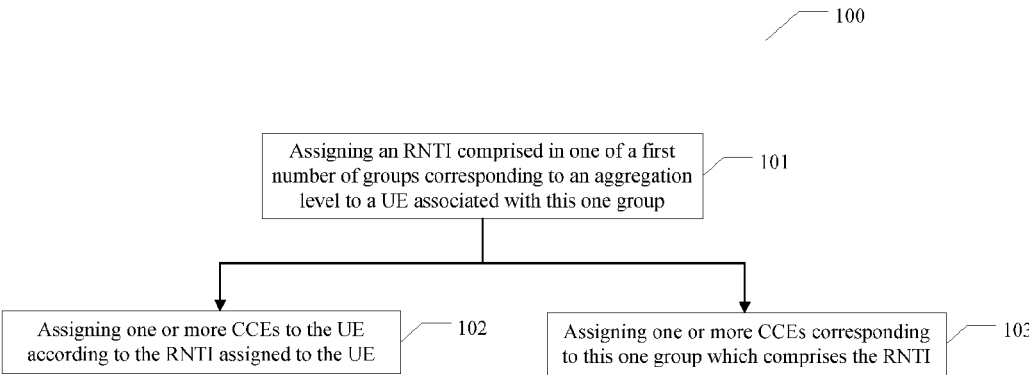 100
Assigning an RNTI comprised in one of a first
number of groups corresponding to an aggregation
level to a UE associated with this one group
101
Assigning one or more CCEs to the UE
according to the RNTI assigned to the UE
102
Assigning one or more CCEs corresponding
to this one group which comprises the RNTI
103